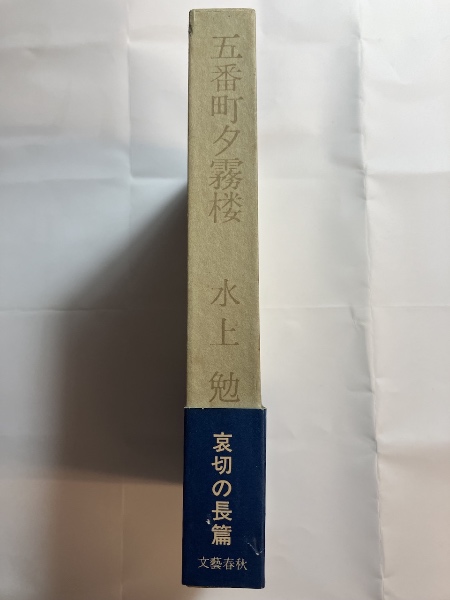 五番町夕霧楼
水上勉
哀切の長篇
文藝春秋